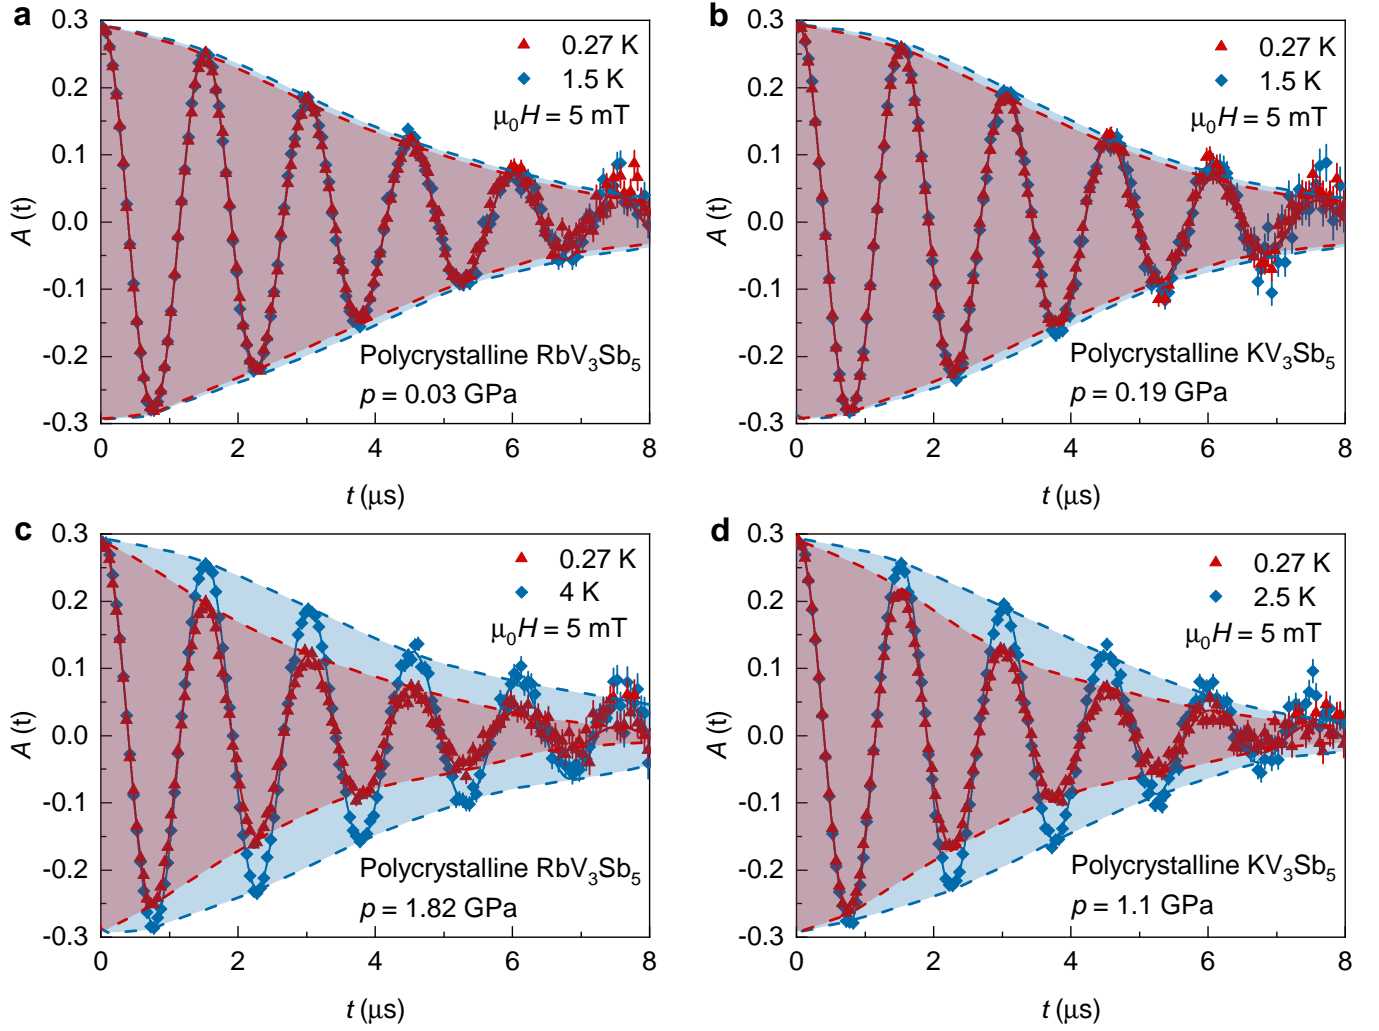 a
0.3
0.2
0.1
0.0
-0.1
-0.2
-0.3
A (t)
0.27 K
1.5 K
μ0H = 5 mT
Polycrystalline RbV3Sb5
p = 0.03 GPa
0 2 4 6 8
t (μs)
b
0.3
0.2
0.1
0.0
-0.1
-0.2
-0.3
A (t)
0.27 K
1.5 K
μ0H = 5 mT
Polycrystalline KV3Sb5
p = 0.19 GPa
0 2 4 6 8
t (μs)
c
0.3
0.2
0.1
0.0
-0.1
-0.2
-0.3
A (t)
0.27 K
4 K
μ0H = 5 mT
Polycrystalline RbV3Sb5
p = 1.82 GPa
0 2 4 6 8
t (μs)
d
0.3
0.2
0.1
0.0
-0.1
-0.2
-0.3
A (t)
0.27 K
2.5 K
μ0H = 5 mT
Polycrystalline KV3Sb5
p = 1.1 GPa
0 2 4 6 8
t (μs)